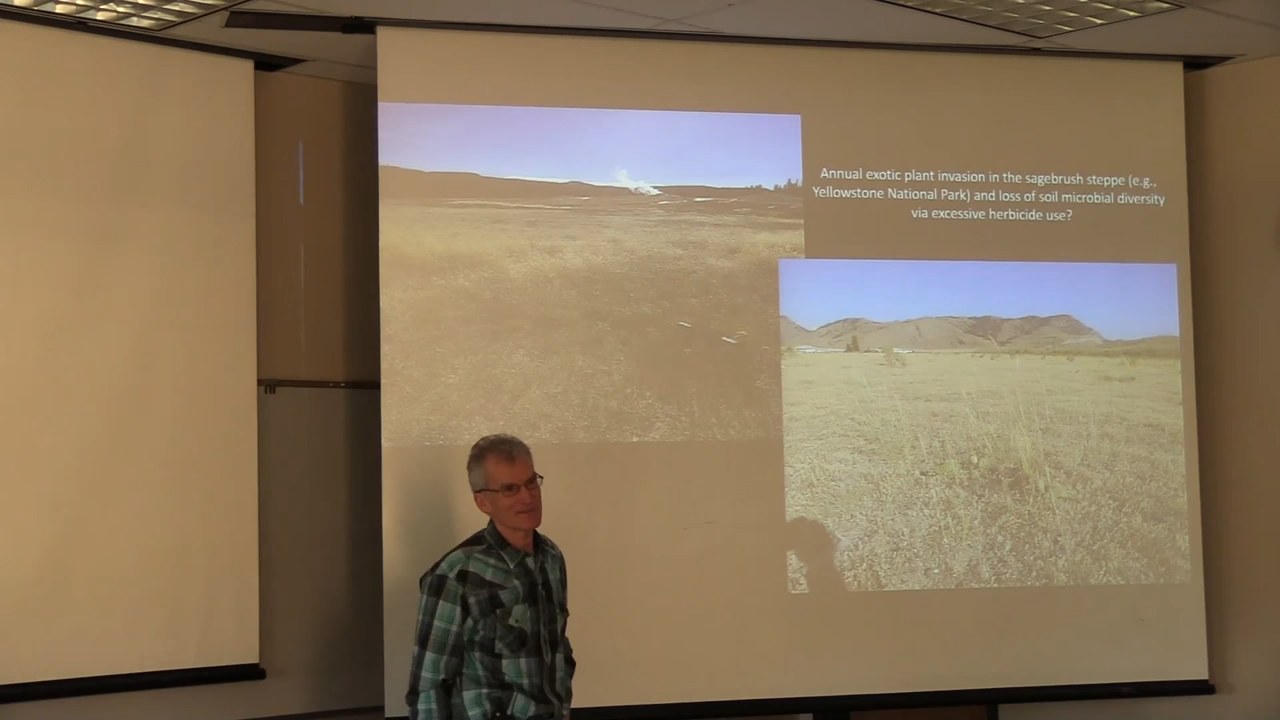 Annual exotic plant invasion in the sagebrush steppe (e.g.,
Yellowstone National Park) and loss of soil microbial diversity
via excessive herbicide use?